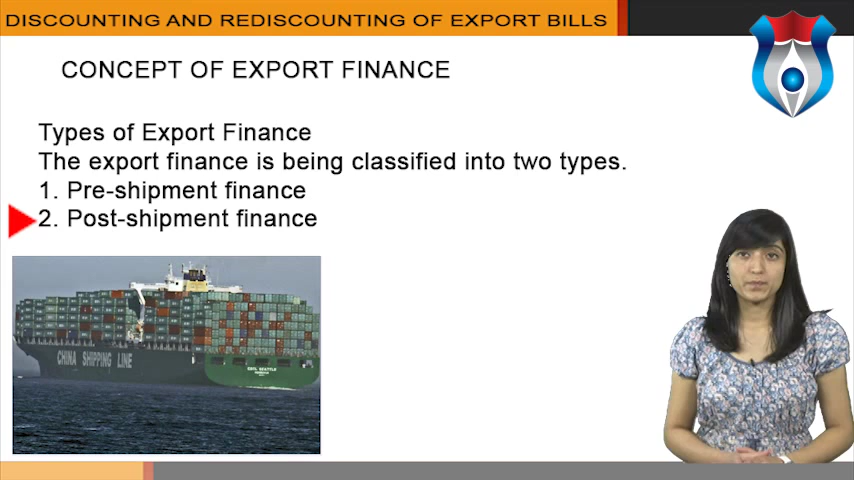 DISCOUNTING AND REDISCOUNTING OF EXPORT BILLS
CONCEPT OF EXPORT FINANCE
Types of Export Finance
The export finance is being classified into two types.
1. Pre-shipment finance
2. Post-shipment finance
CHINA SHIPPING LINE